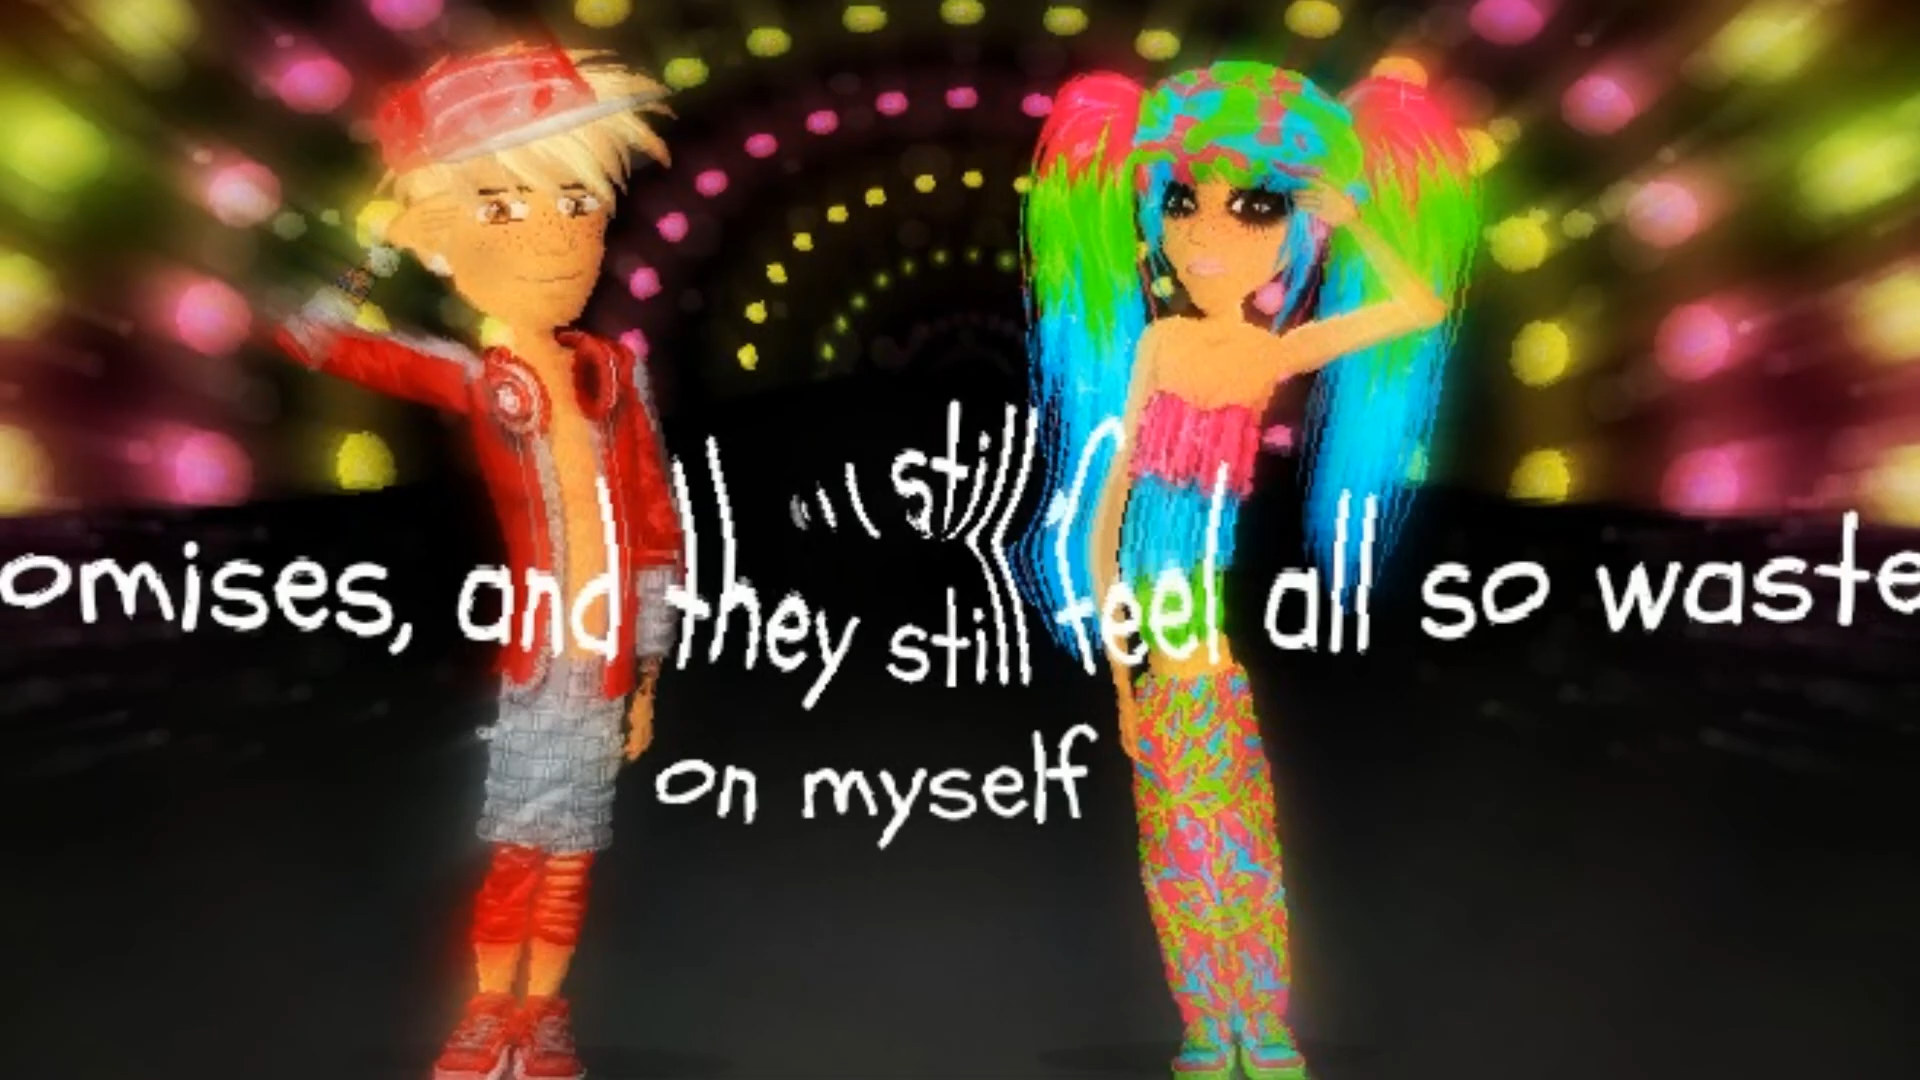 still
omises, and they still feel all so waste
on myself